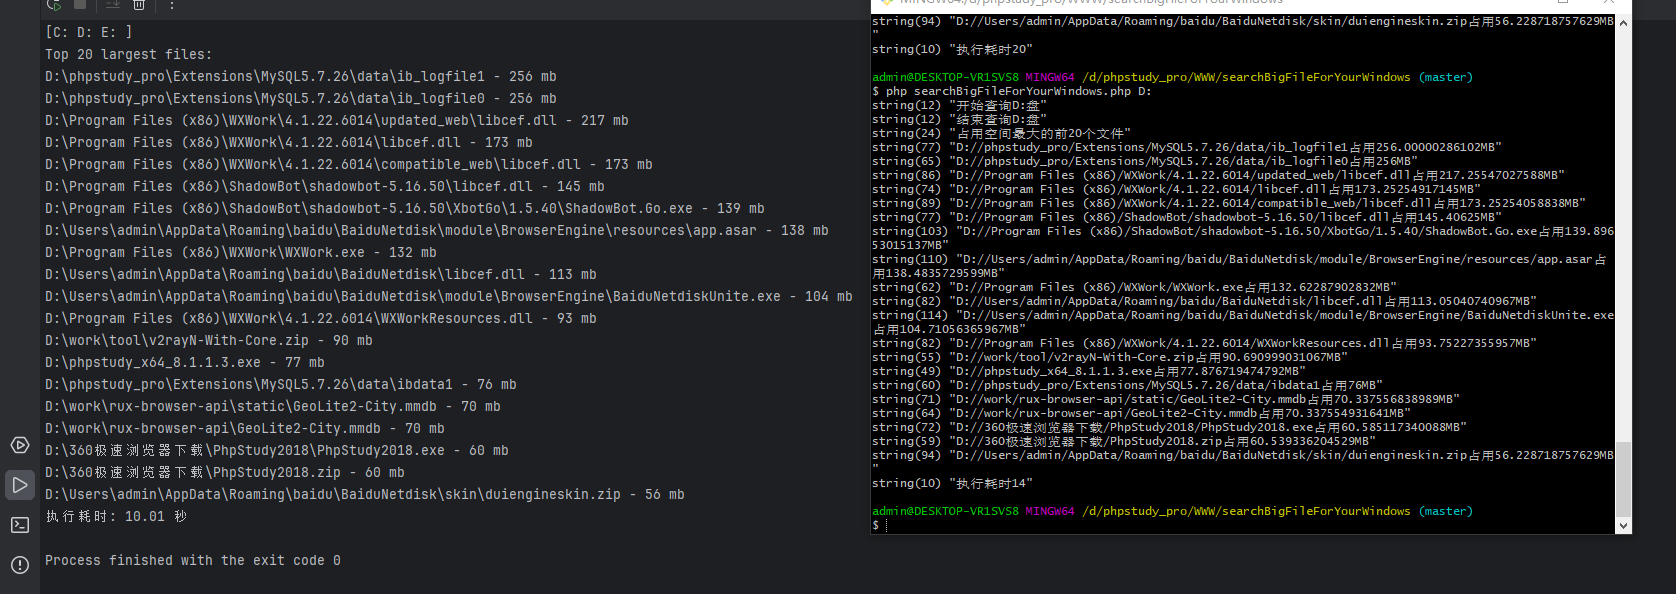 [C: D: E: ]
Top 20 largest files:
D:\phpstudy_pro\Extensions\MySQL5.7.26\data\ib_logfile1 - 256 mb
D:\phpstudy_pro\Extensions\MySQL5.7.26\data\ib_logfile0 - 256 mb
D:\Program Files (x86)\WXWork\4.1.22.6014\updated_web\libcef.dll - 217 mb
D:\Program Files (x86)\WXWork\4.1.22.6014\libcef.dll - 173 mb
D:\Program Files (x86)\WXWork\4.1.22.6014\compatible_web\libcef.dll - 173 mb
D:\Program Files (x86)\ShadowBot\shadowbot-5.16.50\libcef.dll - 145 mb
D:\Program Files (x86)\ShadowBot\shadowbot-5.16.50\XbotGo\1.5.40\ShadowBot.Go.exe - 139 mb
D:\Users\admin\AppData\Roaming\baidu\BaiduNetdisk\module\BrowserEngine\resources\app.asar - 138 mb
D:\Program Files (x86)\WXWork\WXWork.exe - 132 mb
D:\Users\admin\AppData\Roaming\baidu\BaiduNetdisk\libcef.dll - 113 mb
D:\Users\admin\AppData\Roaming\baidu\BaiduNetdisk\module\BrowserEngine\BaiduNetdiskUnite.exe - 104 mb
D:\Program Files (x86)\WXWork\4.1.22.6014\WXWorkResources.dll - 93 mb
D:\work\tool\v2rayN-With-Core.zip - 90 mb
D:\phpstudy_x64_8.1.1.3.exe - 77 mb
D:\phpstudy_pro\Extensions\MySQL5.7.26\data\ibdata1 - 76 mb
D:\work\rux-browser-api\static\GeoLite2-City.mmdb - 70 mb
D:\work\rux-browser-api\GeoLite2-City.mmdb - 70 mb
D:\360极速浏览器下载\PhpStudy2018\PhpStudy2018.exe - 60 mb
D:\360极速浏览器下载\PhpStudy2018.zip - 60 mb
D:\Users\admin\AppData\Roaming\baidu\BaiduNetdisk\skin\duiengineskin.zip - 56 mb
执行耗时: 10.01 秒
Process finished with the exit code 0
MINGW64:/d/phpstudy_pro/WWW/searchBigFileForYourWindows
string(94) "D://Users/admin/AppData/Roaming/baidu/BaiduNetdisk/skin/duiengineskin.zip占用56.228718757629MB
"
string(10) "执行耗时20"
admin@DESKTOP-VR1SVS8 MINGW64 /d/phpstudy_pro/WWW/searchBigFileForYourWindows (master)
$ php searchBigFileForYourWindows.php D:
string(12) "开始查询D:盘"
string(12) "结束查询D:盘"
string(24) "占用空间最大的前20个文件"
string(77) "D://phpstudy_pro/Extensions/MySQL5.7.26/data/ib_logfile1占用256.00000286102MB"
string(65) "D://phpstudy_pro/Extensions/MySQL5.7.26/data/ib_logfile0占用256MB"
string(86) "D://Program Files (x86)/WXWork/4.1.22.6014/updated_web/libcef.dll占用217.25547027588MB"
string(74) "D://Program Files (x86)/WXWork/4.1.22.6014/libcef.dll占用173.25254917145MB"
string(89) "D://Program Files (x86)/WXWork/4.1.22.6014/compatible_web/libcef.dll占用173.25254058838MB"
string(77) "D://Program Files (x86)/ShadowBot/shadowbot-5.16.50/libcef.dll占用145.40625MB"
string(103) "D://Program Files (x86)/ShadowBot/shadowbot-5.16.50/XbotGo/1.5.40/ShadowBot.Go.exe占用139.896
53015137MB"
string(110) "D://Users/admin/AppData/Roaming/baidu/BaiduNetdisk/module/BrowserEngine/resources/app.asar占
用138.4835729599MB"
string(62) "D://Program Files (x86)/WXWork/WXWork.exe占用132.62287902832MB"
string(82) "D://Users/admin/AppData/Roaming/baidu/BaiduNetdisk/libcef.dll占用113.05040740967MB"
string(114) "D://Users/admin/AppData/Roaming/baidu/BaiduNetdisk/module/BrowserEngine/BaiduNetdiskUnite.exe
占用104.71056365967MB"
string(82) "D://Program Files (x86)/WXWork/4.1.22.6014/WXWorkResources.dll占用93.75227355957MB"
string(55) "D://work/tool/v2rayN-With-Core.zip占用90.690999031067MB"
string(49) "D://phpstudy_x64_8.1.1.3.exe占用77.876719474792MB"
string(60) "D://phpstudy_pro/Extensions/MySQL5.7.26/data/ibdata1占用76MB"
string(71) "D://work/rux-browser-api/static/GeoLite2-City.mmdb占用70.337556838989MB"
string(64) "D://work/rux-browser-api/GeoLite2-City.mmdb占用70.337554931641MB"
string(72) "D://360极速浏览器下载/PhpStudy2018/PhpStudy2018.exe占用60.585117340088MB"
string(59) "D://360极速浏览器下载/PhpStudy2018.zip占用60.539336204529MB"
string(94) "D://Users/admin/AppData/Roaming/baidu/BaiduNetdisk/skin/duiengineskin.zip占用56.228718757629MB
"
string(10) "执行耗时14"
admin@DESKTOP-VR1SVS8 MINGW64 /d/phpstudy_pro/WWW/searchBigFileForYourWindows (master)
$